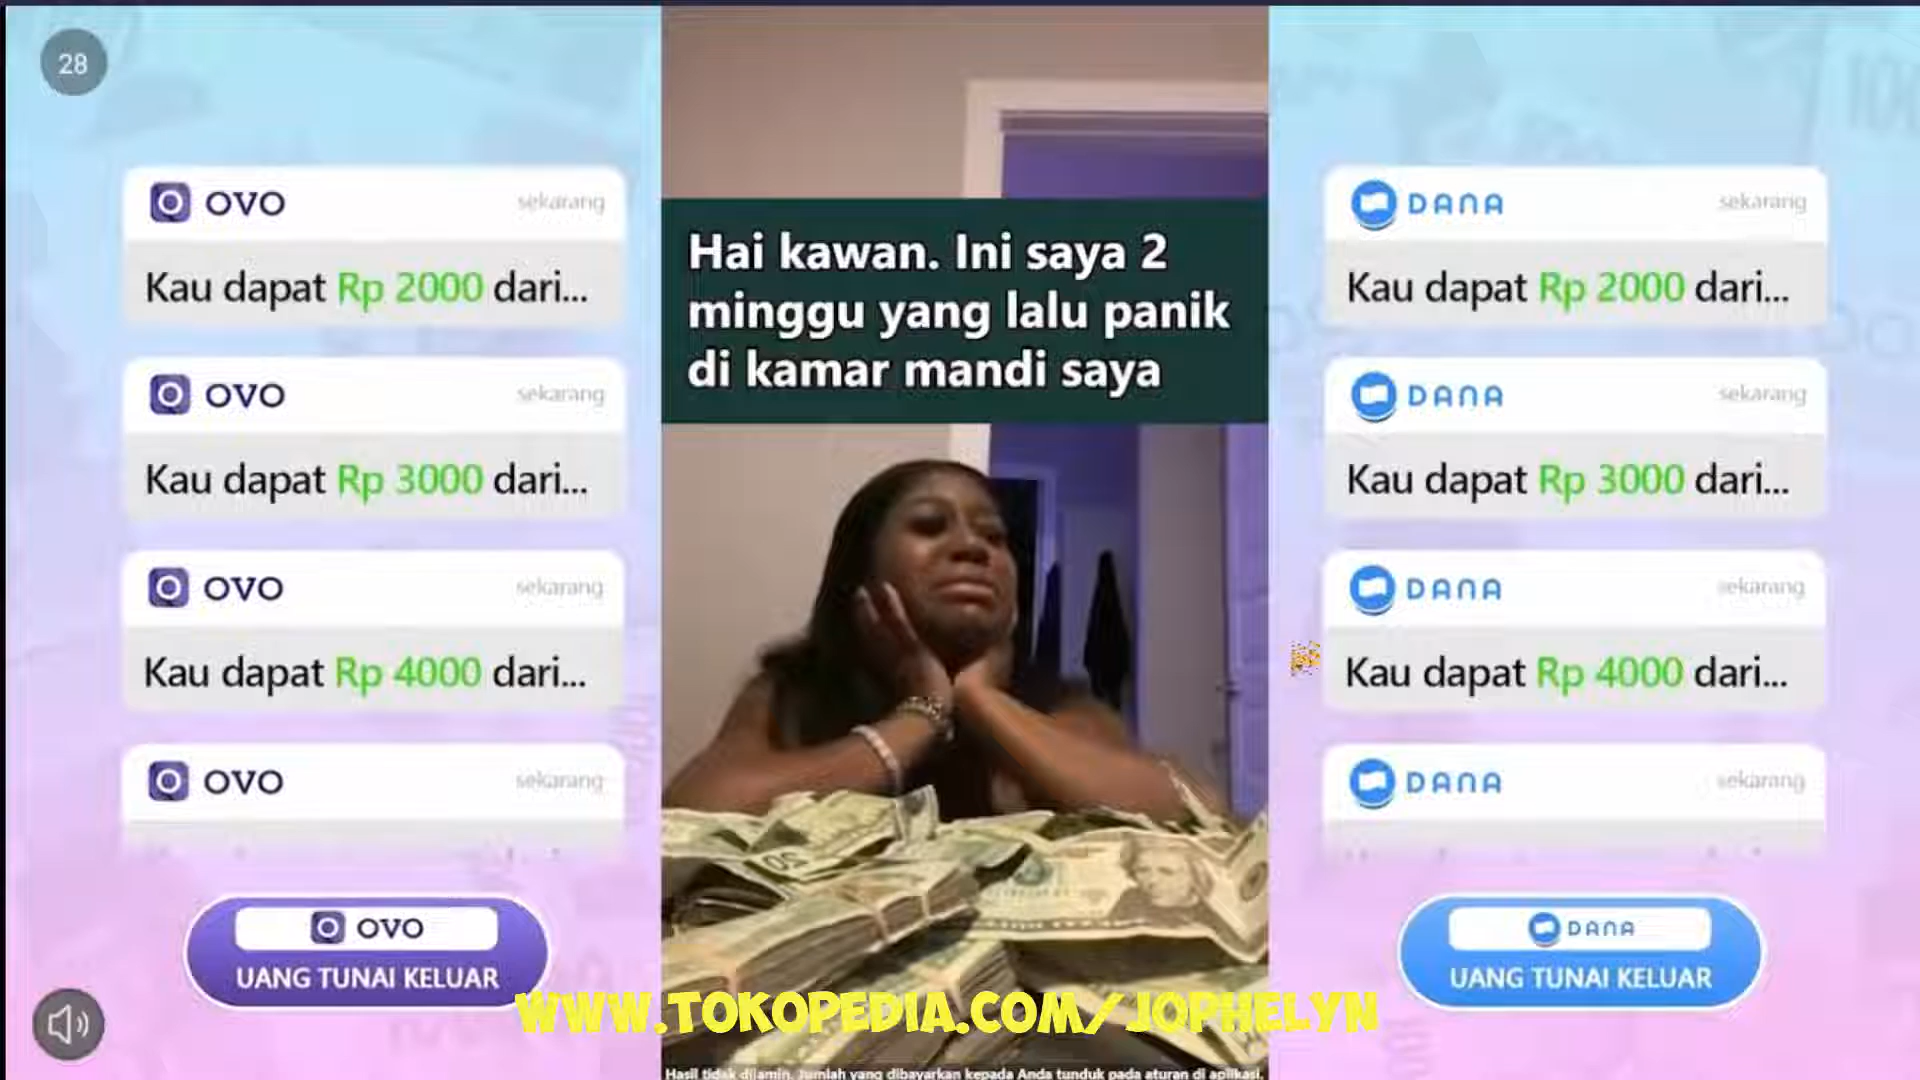 28
OVO sekarang
Kau dapat Rp 2000 dari...
OVO sekarang
Kau dapat Rp 3000 dari...
OVO sekarang
Kau dapat Rp 4000 dari...
OVO sekarang
OVO
UANG TUNAI KELUAR
Hai kawan. Ini saya 2
minggu yang lalu panik
di kamar mandi saya
DANA sekarang
Kau dapat Rp 2000 dari...
DANA sekarang
Kau dapat Rp 3000 dari...
DANA sekarang
Kau dapat Rp 4000 dari...
DANA sekarang
DANA
UANG TUNAI KELUAR
WWW.TOKOPEDIA.COM/JOPHELYN
Hasil tidak dijamin. Jumlah yang dibayarkan kepada Anda tunduk pada aturan di aplikasi.